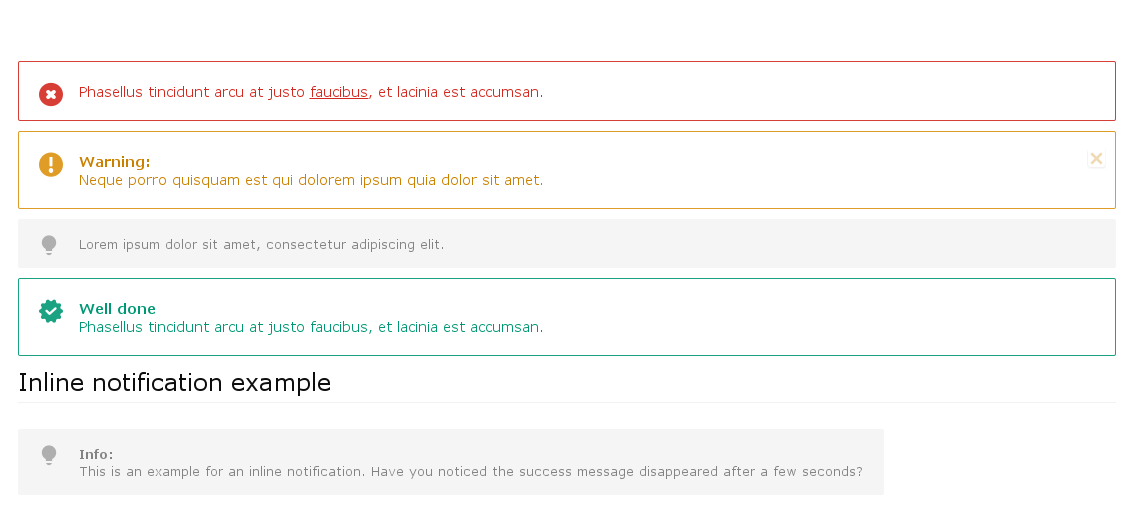 Phasellus tincidunt arcu at justo faucibus, et lacinia est accumsan.
Warning:
Neque porro quisquam est qui dolorem ipsum quia dolor sit amet.
Lorem ipsum dolor sit amet, consectetur adipiscing elit.
Well done
Phasellus tincidunt arcu at justo faucibus, et lacinia est accumsan.
Inline notification example
Info:
This is an example for an inline notification. Have you noticed the success message disappeared after a few seconds?